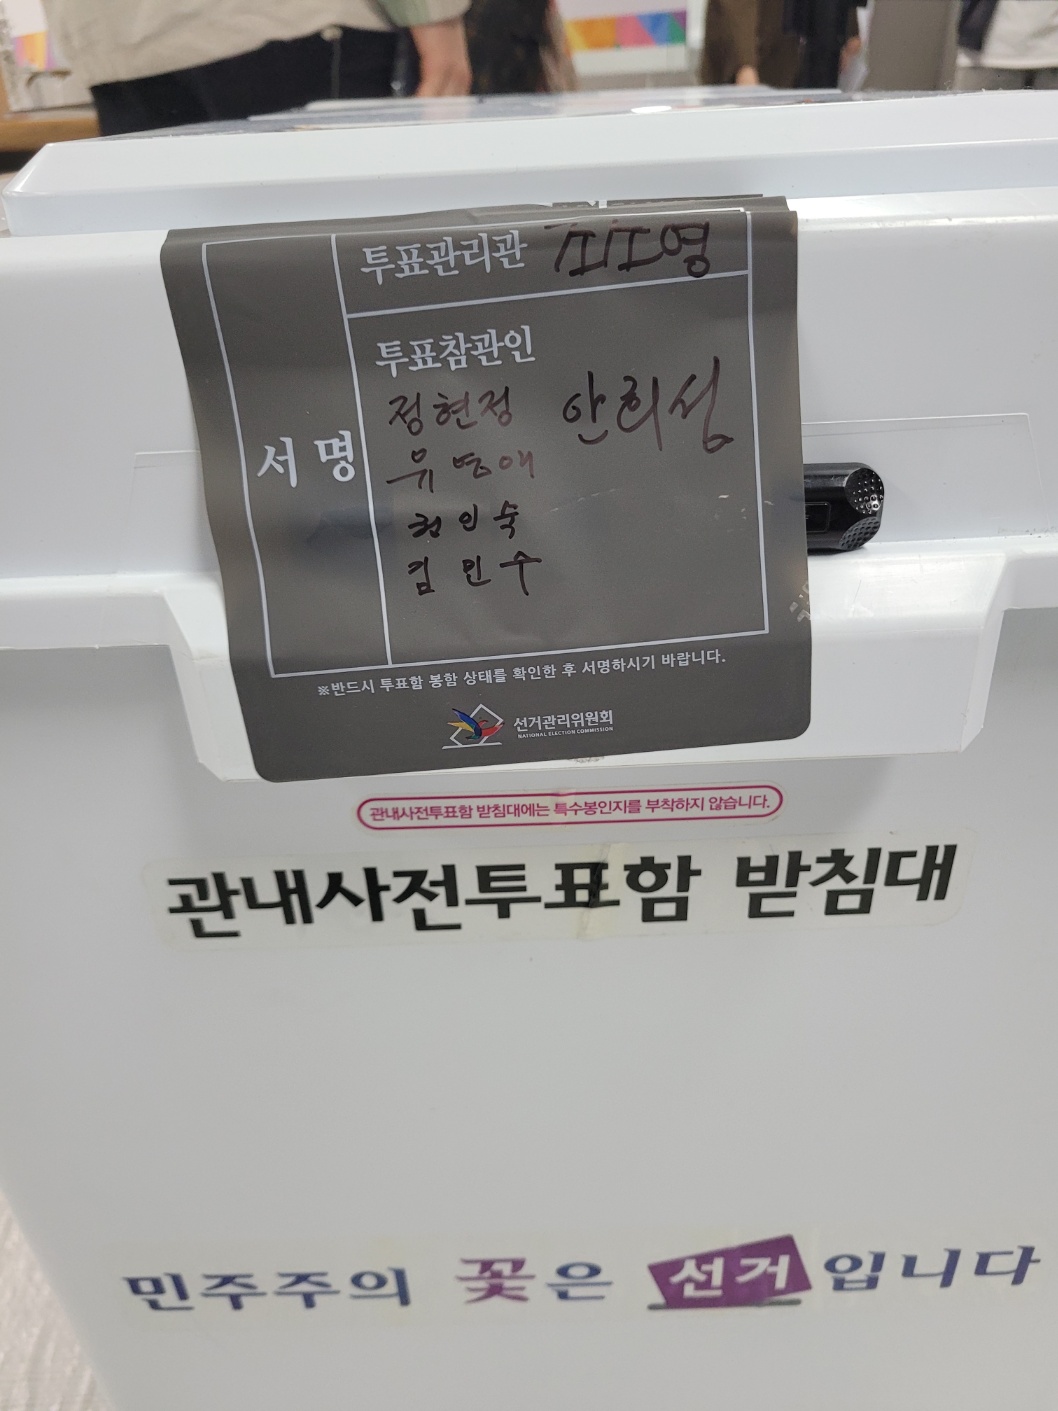 투표관리관
투표참관인
정현정 안희성
유명애
서 명
김민수
※반드시 투표함 봉함 상태를 확인한 후 서명하시기 바랍니다.
선거관리위원회
NATIONAL ELECTION COMMISSION
관내사전투표함 받침대에는 특수봉인지를 부착하지 않습니다.
관내사전투표함 받침대
민주주의 꽃은 선거입니다